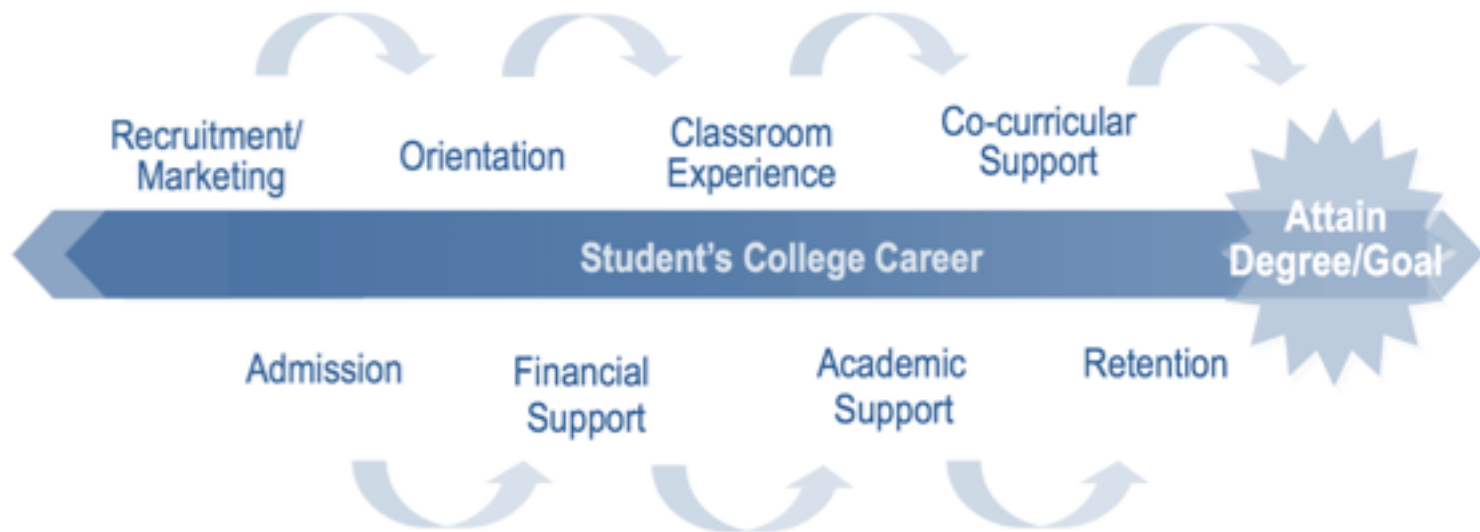 Recruitment/
Marketing
Orientation
Classroom
Experience
Co-curricular
Support
Student’s College Career
Attain
Degree/Goal
Admission
Financial
Support
Academic
Support
Retention